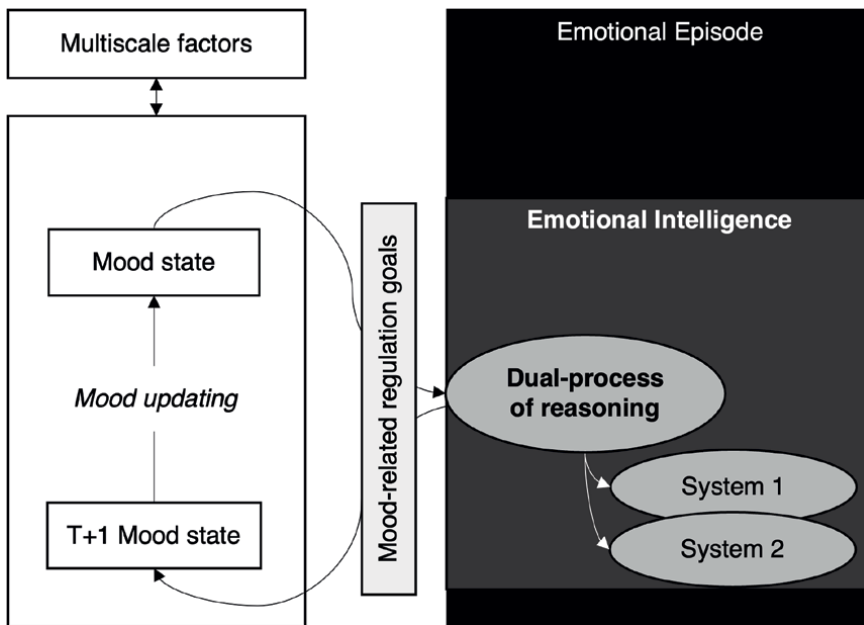 Multiscale factors
Emotional Episode
Emotional Intelligence
Mood state
Mood-related regulation goals
Dual-process
of reasoning
Mood updating
System 1
T+1 Mood state
System 2